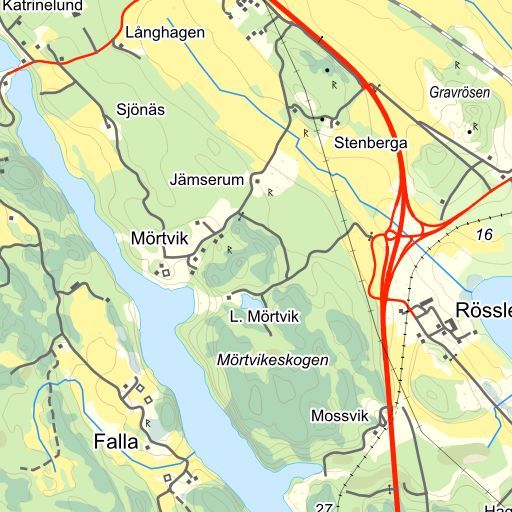 Katrinelund
Långhagen
Gravrösen
Sjönäs
R
R
R
Stenberga
Jämserum
R
16
Mörtvik
R
L. Mörtvik
Rössle
Mörtvikeskogen
Mossvik
R
Falla
27